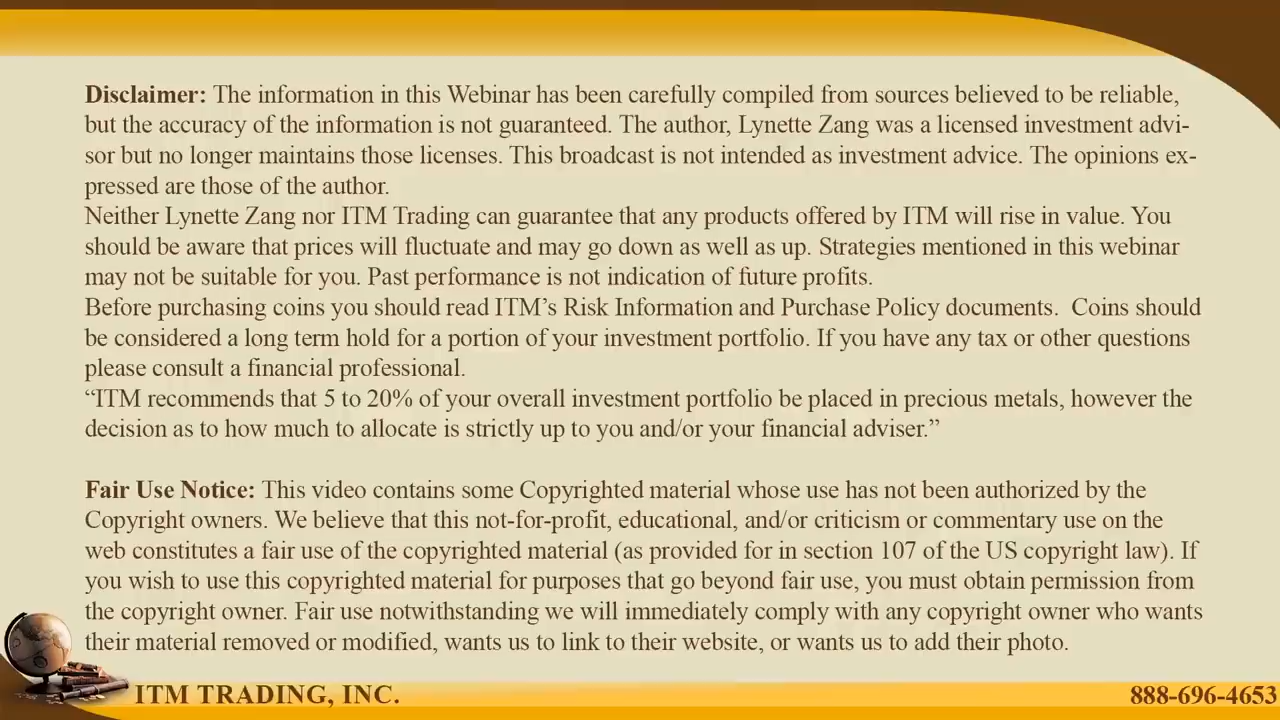 Disclaimer: The information in this Webinar has been carefully compiled from sources believed to be reliable,
but the accuracy of the information is not guaranteed. The author, Lynette Zang was a licensed investment advi-
sor but no longer maintains those licenses. This broadcast is not intended as investment advice. The opinions ex-
pressed are those of the author.
Neither Lynette Zang nor ITM Trading can guarantee that any products offered by ITM will rise in value. You
should be aware that prices will fluctuate and may go down as well as up. Strategies mentioned in this webinar
may not be suitable for you. Past performance is not indication of future profits.
Before purchasing coins you should read ITM’s Risk Information and Purchase Policy documents.  Coins should
be considered a long term hold for a portion of your investment portfolio. If you have any tax or other questions
please consult a financial professional.
“ITM recommends that 5 to 20% of your overall investment portfolio be placed in precious metals, however the
decision as to how much to allocate is strictly up to you and/or your financial adviser.”
Fair Use Notice: This video contains some Copyrighted material whose use has not been authorized by the
Copyright owners. We believe that this not-for-profit, educational, and/or criticism or commentary use on the
web constitutes a fair use of the copyrighted material (as provided for in section 107 of the US copyright law). If
you wish to use this copyrighted material for purposes that go beyond fair use, you must obtain permission from
the copyright owner. Fair use notwithstanding we will immediately comply with any copyright owner who wants
their material removed or modified, wants us to link to their website, or wants us to add their photo.
ITM TRADING, INC.
888-696-4653